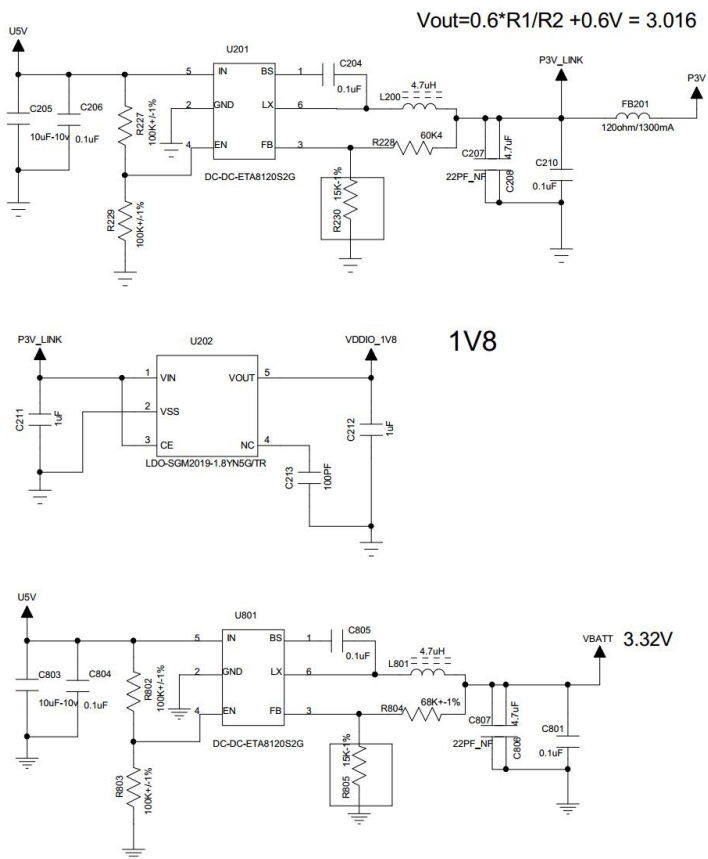 Vout=0.6*R1/R2 +0.6V = 3.016
U5V
U201
C204
0.1uF
5 IN BS 1
2 GND LX 6
4 EN FB 3
DC-DC-ETA8120S2G
C205
10uF-10v
C206
0.1uF
R227
100K+/-1%
R229
100K+/-1%
L200
4.7uH
R228
60K4
R230
15K-1%
C207
4.7uF
22PF_NF
C208
C210
0.1uF
P3V_LINK
FB201
120ohm/1300mA
P3V
P3V_LINK
U202
VDDIO_1V8
1V8
1 VIN VOUT 5
2 VSS
3 CE NC 4
LDO-SGM2019-1.8YN5G/TR
C211
1uF
C213
100PF
C212
1uF
U5V
U801
C805
0.1uF
5 IN BS 1
2 GND LX 6
4 EN FB 3
DC-DC-ETA8120S2G
C803
10uF-10v
C804
0.1uF
R802
100K+/-1%
R803
100K+/-1%
L801
4.7uH
R804
68K+-1%
R805
15K-1%
C807
4.7uF
22PF_NF
C806
C801
0.1uF
VBATT
3.32V